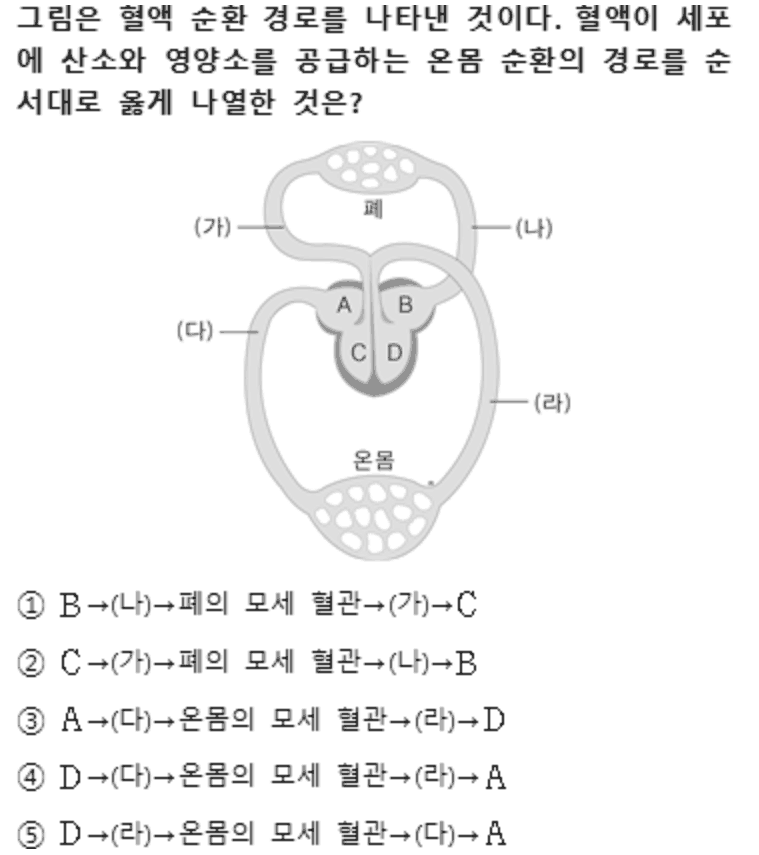 그림은 혈액 순환 경로를 나타낸 것이다. 혈액이 세포
에 산소와 영양소를 공급하는 온몸 순환의 경로를 순
서대로 옳게 나열한 것은?
폐
(가)
(나)
A
B
(다)
C
D
(라)
온몸
① B→(나)→폐의 모세 혈관→(가)→C
② C→(가)→폐의 모세 혈관→(나)→B
③ A→(다)→온몸의 모세 혈관→(라)→D
④ D→(다)→온몸의 모세 혈관→(라)→A
⑤ D→(라)→온몸의 모세 혈관→(다)→A